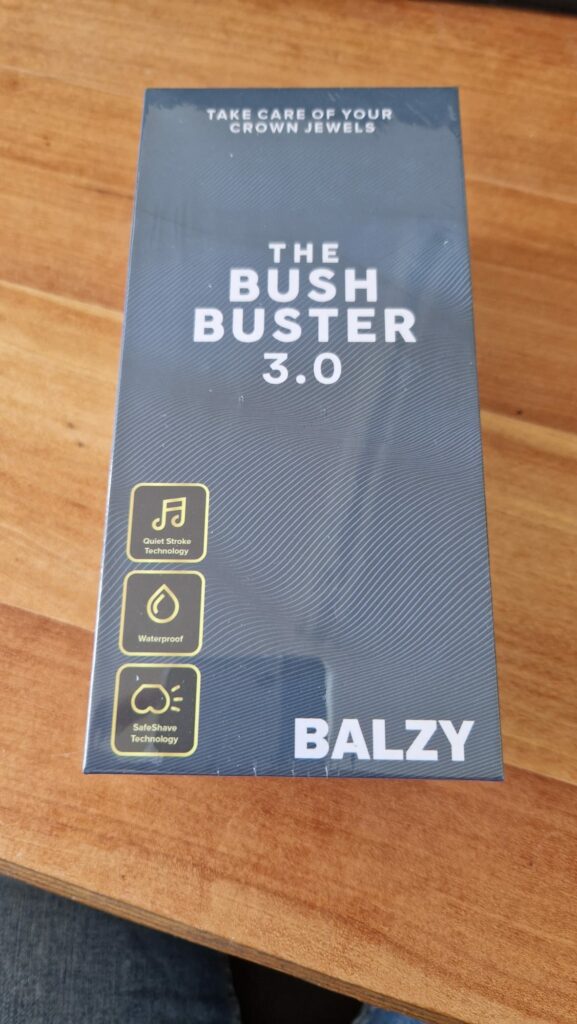 TAKE CARE OF YOUR
CROWN JEWELS
THE
BUSH
BUSTER
3.0
Quiet Stroke
Technology
Waterproof
SafeShave
Technology
BALZY